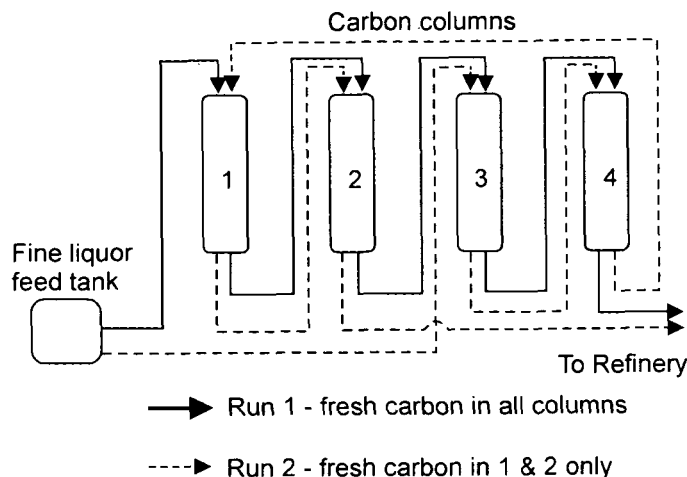 Carbon columns
1
2
3
4
Fine liquor
feed tank
To Refinery
Run 1 - fresh carbon in all columns
Run 2 - fresh carbon in 1 & 2 only